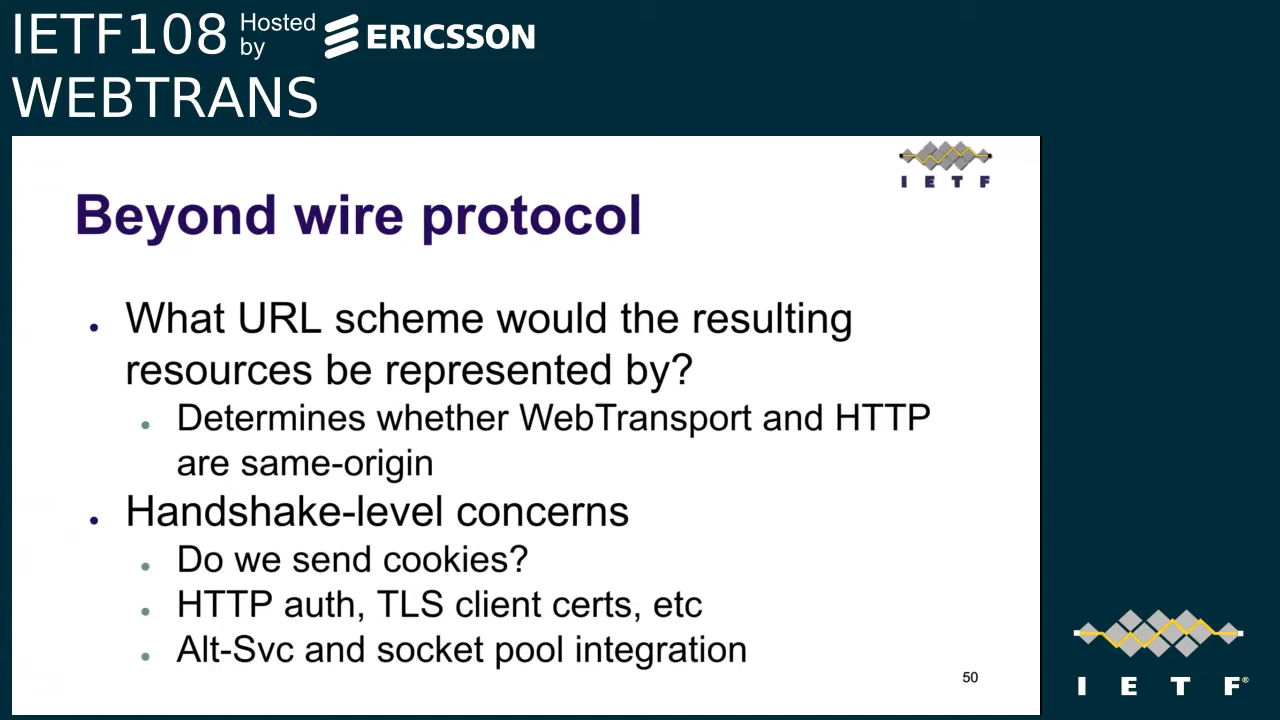 IETF108 Hosted by ERICSSON
WEBTRANS
I E T F
Beyond wire protocol
• What URL scheme would the resulting
resources be represented by?
• Determines whether WebTransport and HTTP
are same-origin
• Handshake-level concerns
• Do we send cookies?
• HTTP auth, TLS client certs, etc
• Alt-Svc and socket pool integration
50
I E T F®